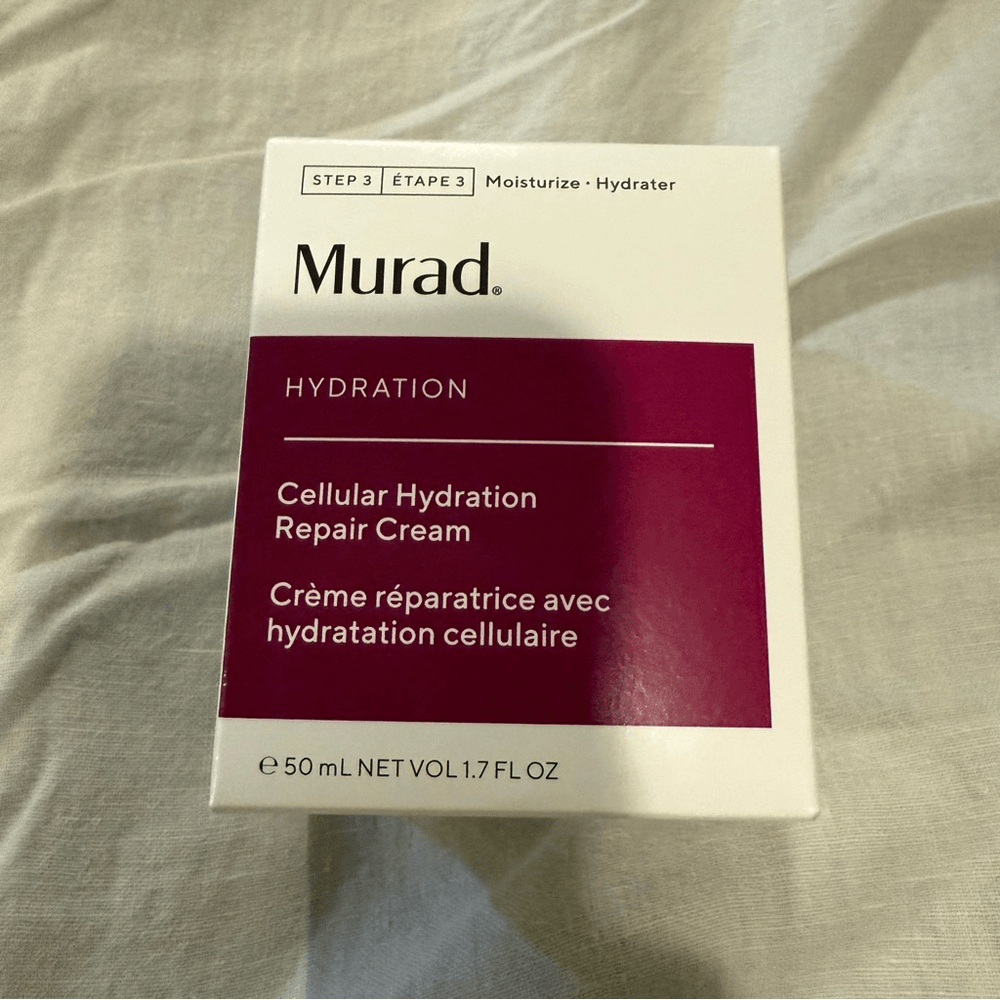 STEP 3 ÉTAPE 3 Moisturize • Hydrater
Murad®
HYDRATION
Cellular Hydration
Repair Cream
Crème réparatrice avec
hydratation cellulaire
℮ 50 mL NET VOL 1.7 FL OZ